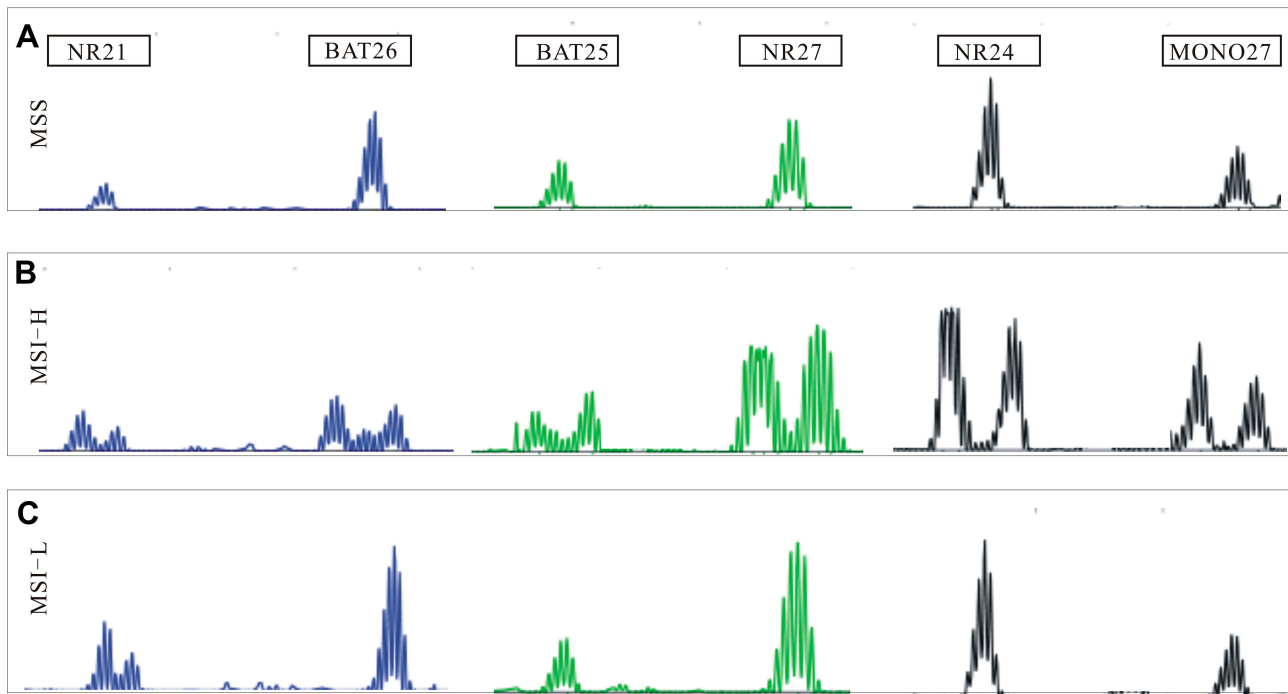 A
NR21
BAT26
BAT25
NR27
NR24
MONO27
MSS
B
MSI-H
C
MSI-L